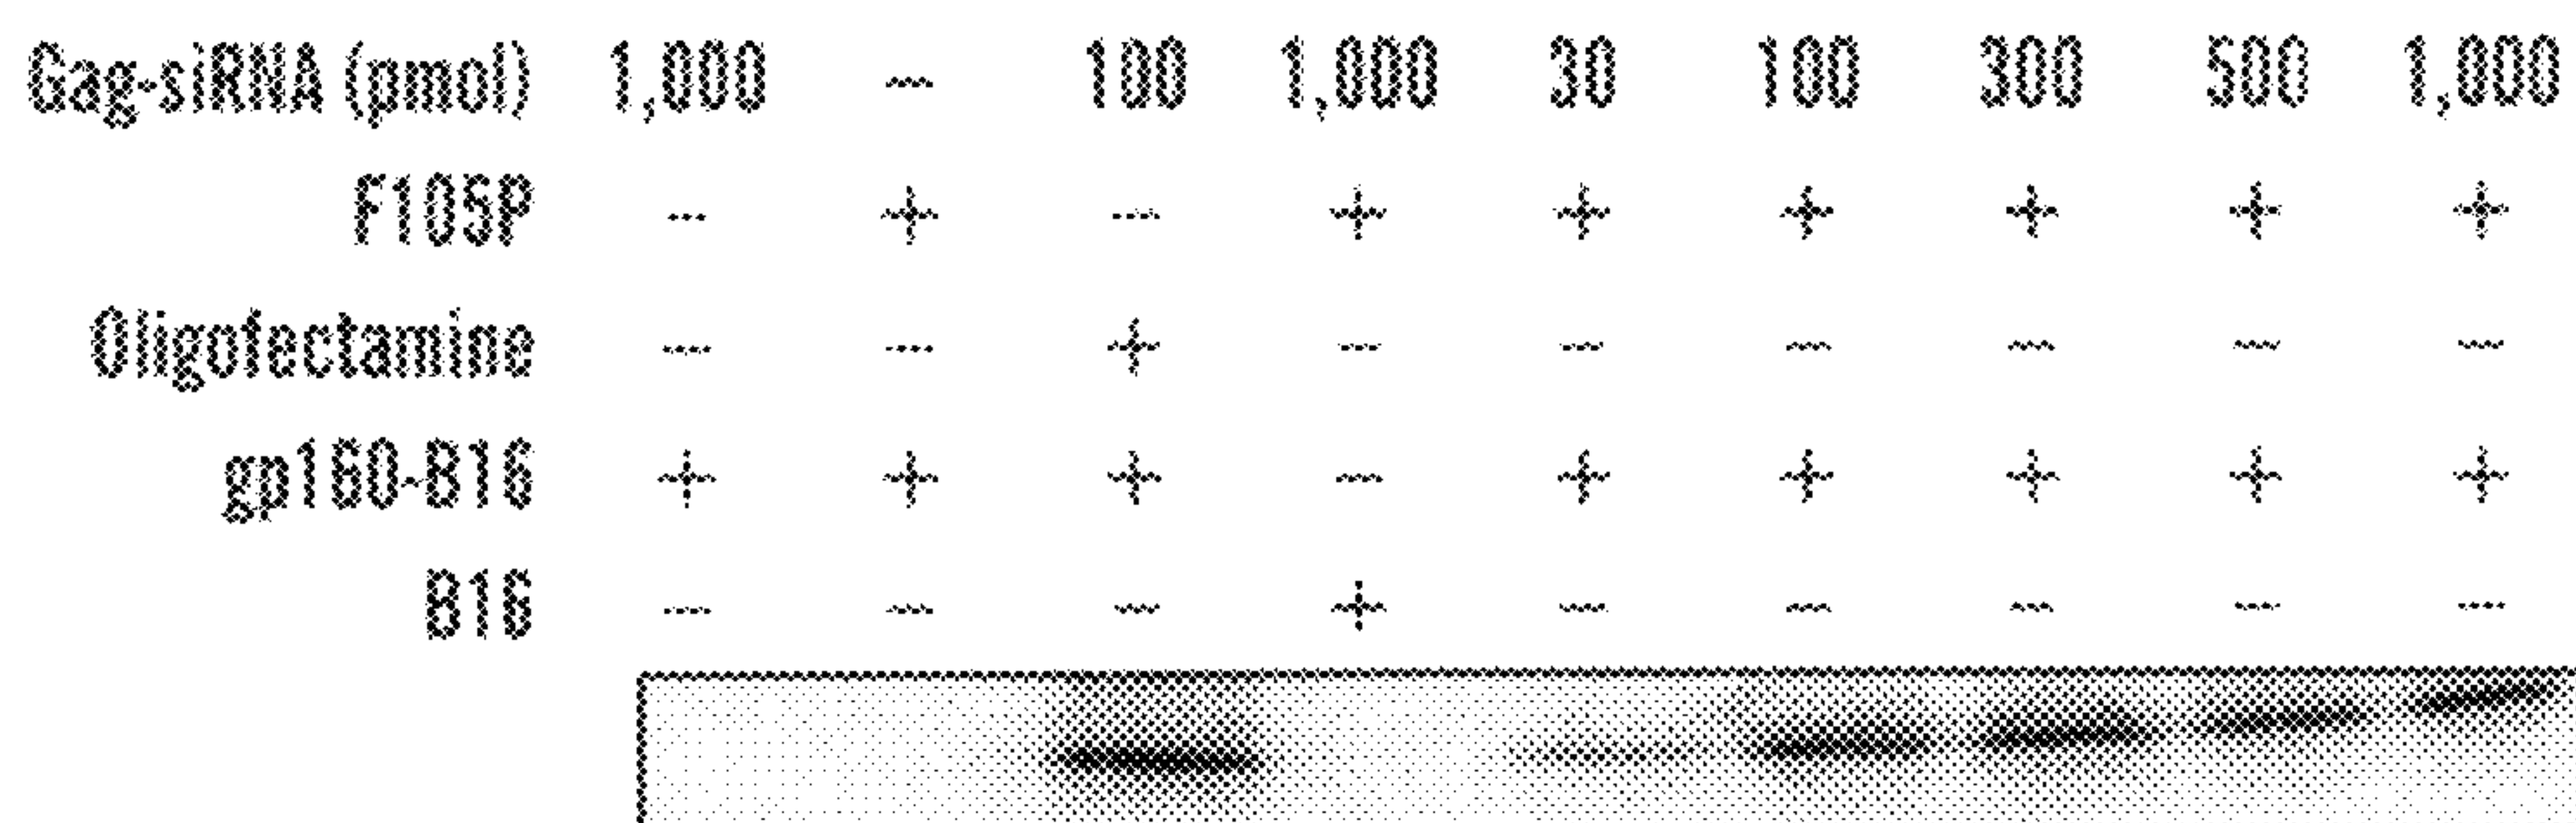 Gag-siRNA (pmol) 1,000 – 100 1,000 30 100 300 500 1,000
F105P – + – + + + + + +
Oligofectamine – – + – – – – – –
gp160-B16 + + + – + + + + +
B16 – – – + – – – – –